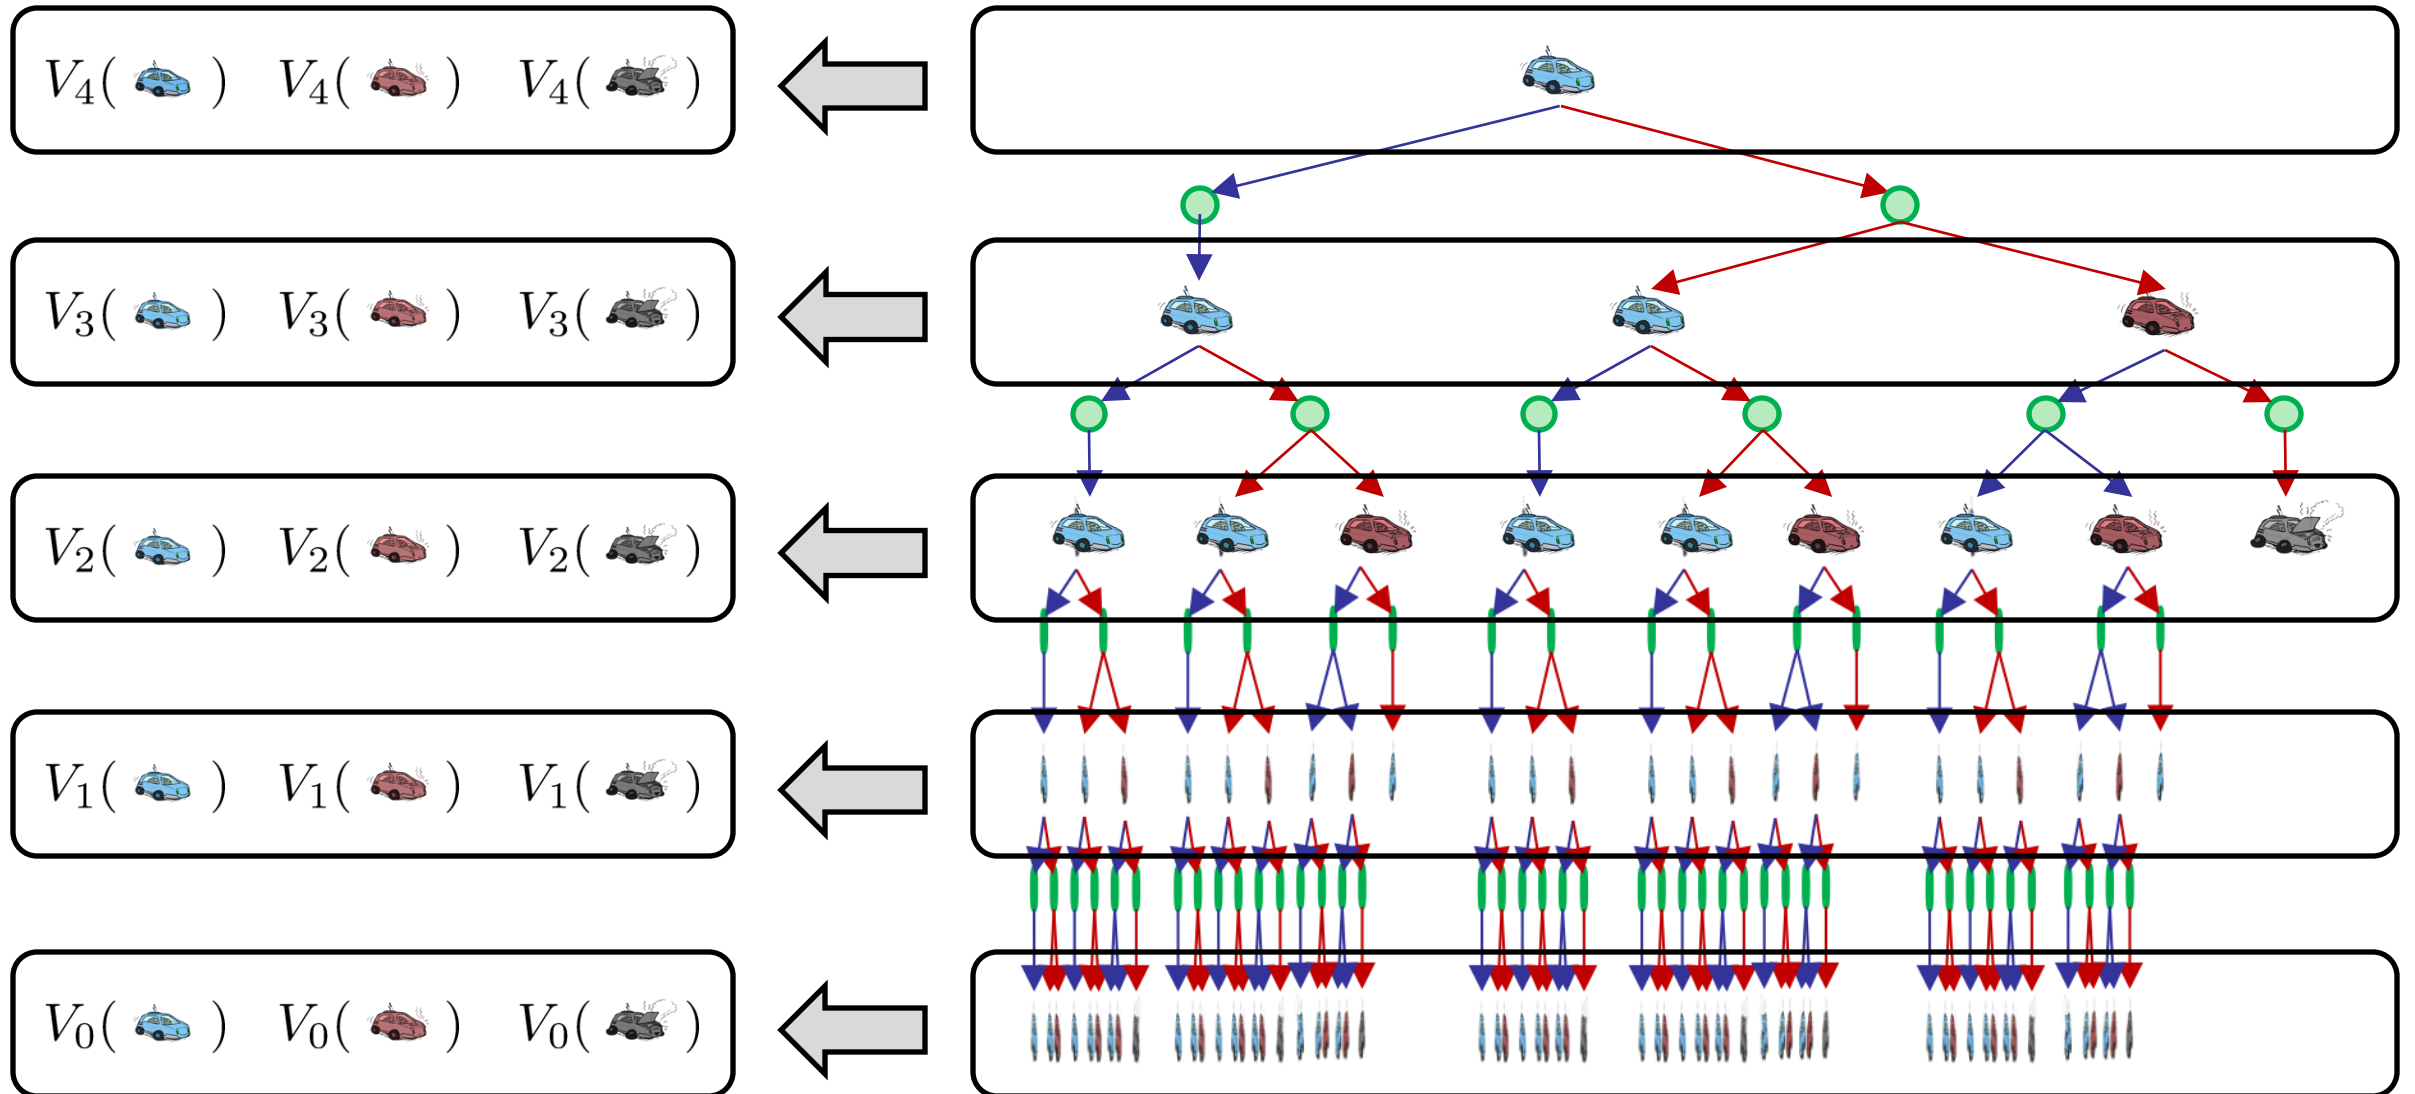 V₄( ) V₄( ) V₄( )
V₃( ) V₃( ) V₃( )
V₂( ) V₂( ) V₂( )
V₁( ) V₁( ) V₁( )
V₀( ) V₀( ) V₀( )